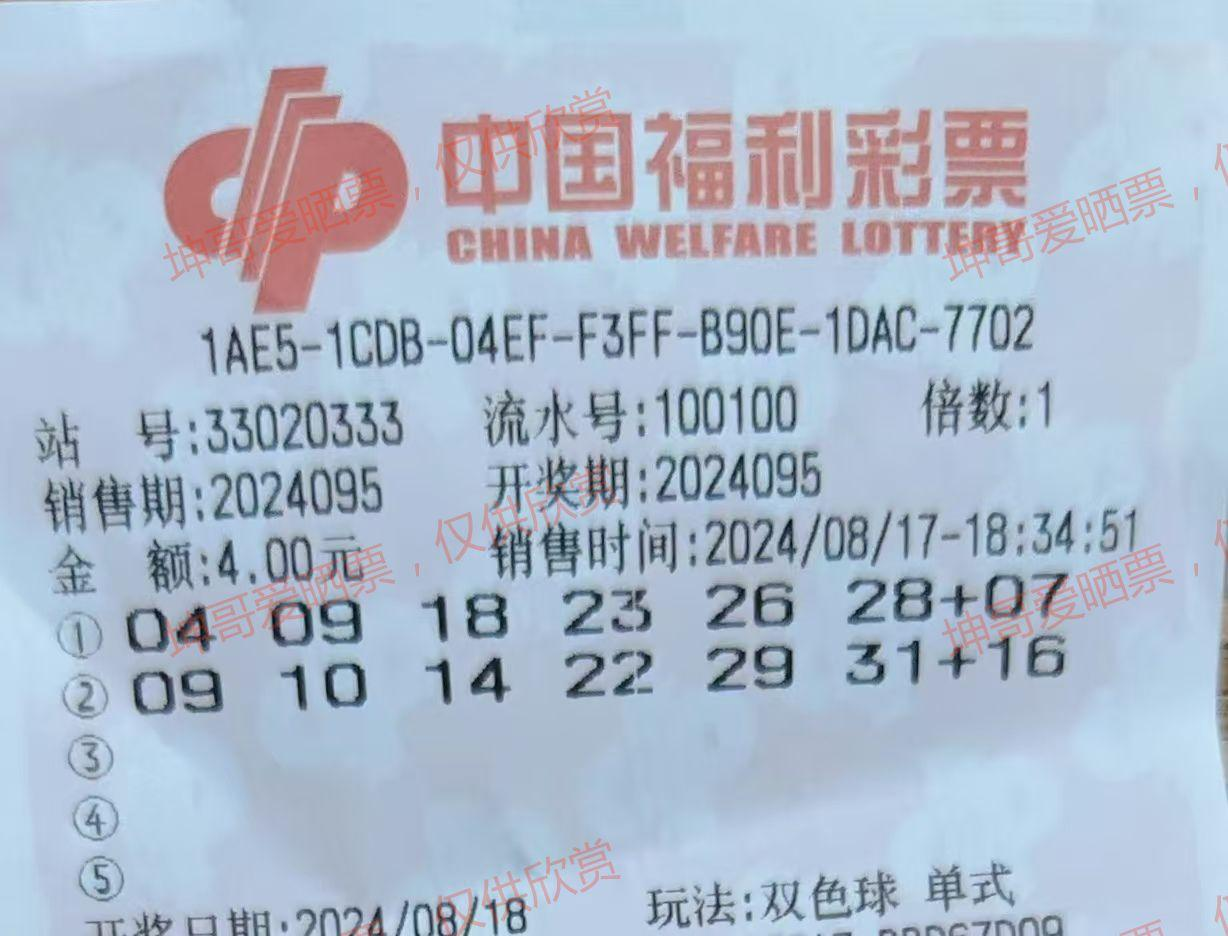 中国福利彩票
CHINA WELFARE LOTTERY
1AE5-1CDB-04EF-F3FF-B90E-1DAC-7702
站 号:33020333 流水号:100100 倍数:1
销售期:2024095 开奖期:2024095
金 额:4.00元 销售时间:2024/08/17-18:34:51
① 04 09 18 23 26 28+07
② 09 10 14 22 29 31+16
③
④
⑤
开奖日期:2024/08/18 玩法:双色球 单式
坤哥爱晒票，仅供欣赏
坤哥爱晒票，
坤哥爱晒票，仅供欣赏
坤哥爱晒票，
仅供欣赏